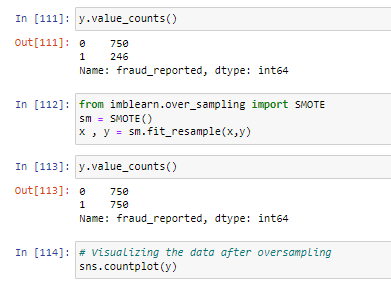 In [111]: y.value_counts()
Out[111]: 0    750
1    246
Name: fraud_reported, dtype: int64
In [112]: from imblearn.over_sampling import SMOTE
sm = SMOTE()
x , y = sm.fit_resample(x,y)
In [113]: y.value_counts()
Out[113]: 0    750
1    750
Name: fraud_reported, dtype: int64
In [114]: # Visualizing the data after oversampling
sns.countplot(y)